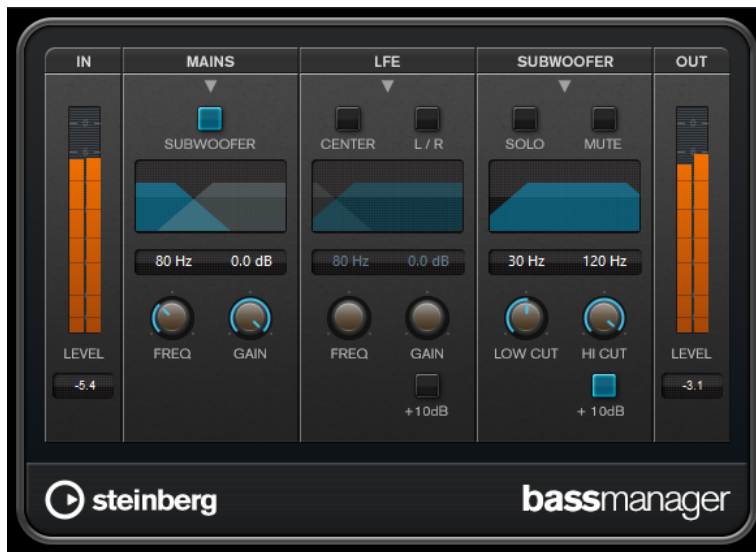 IN MAINS LFE SUBWOOFER OUT
SUBWOOFER CENTER L / R SOLO MUTE
80 Hz 0.0 dB 80 Hz 0.0 dB 30 Hz 120 Hz
LEVEL FREQ GAIN FREQ GAIN LOW CUT HI CUT LEVEL
-5.4 -3.1
+10dB + 10dB
steinberg bassmanager